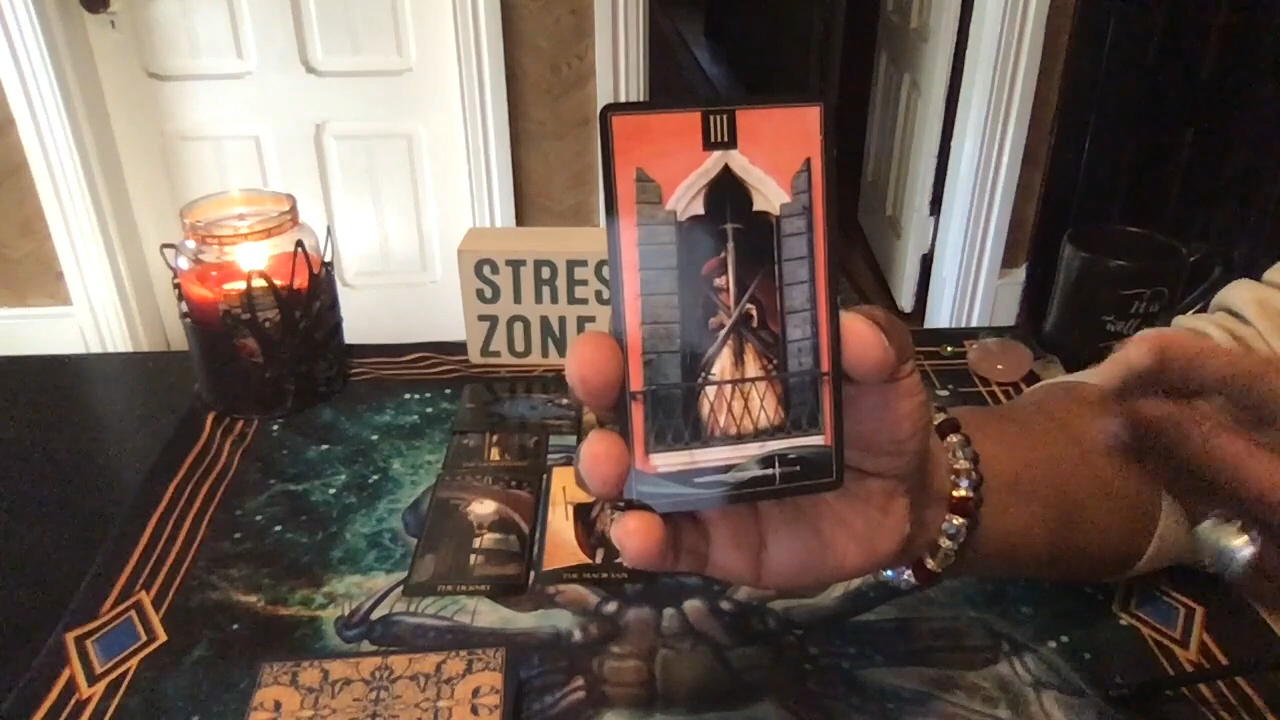 III
STRES
ZONE
THE HERMIT
THE MAGICIAN